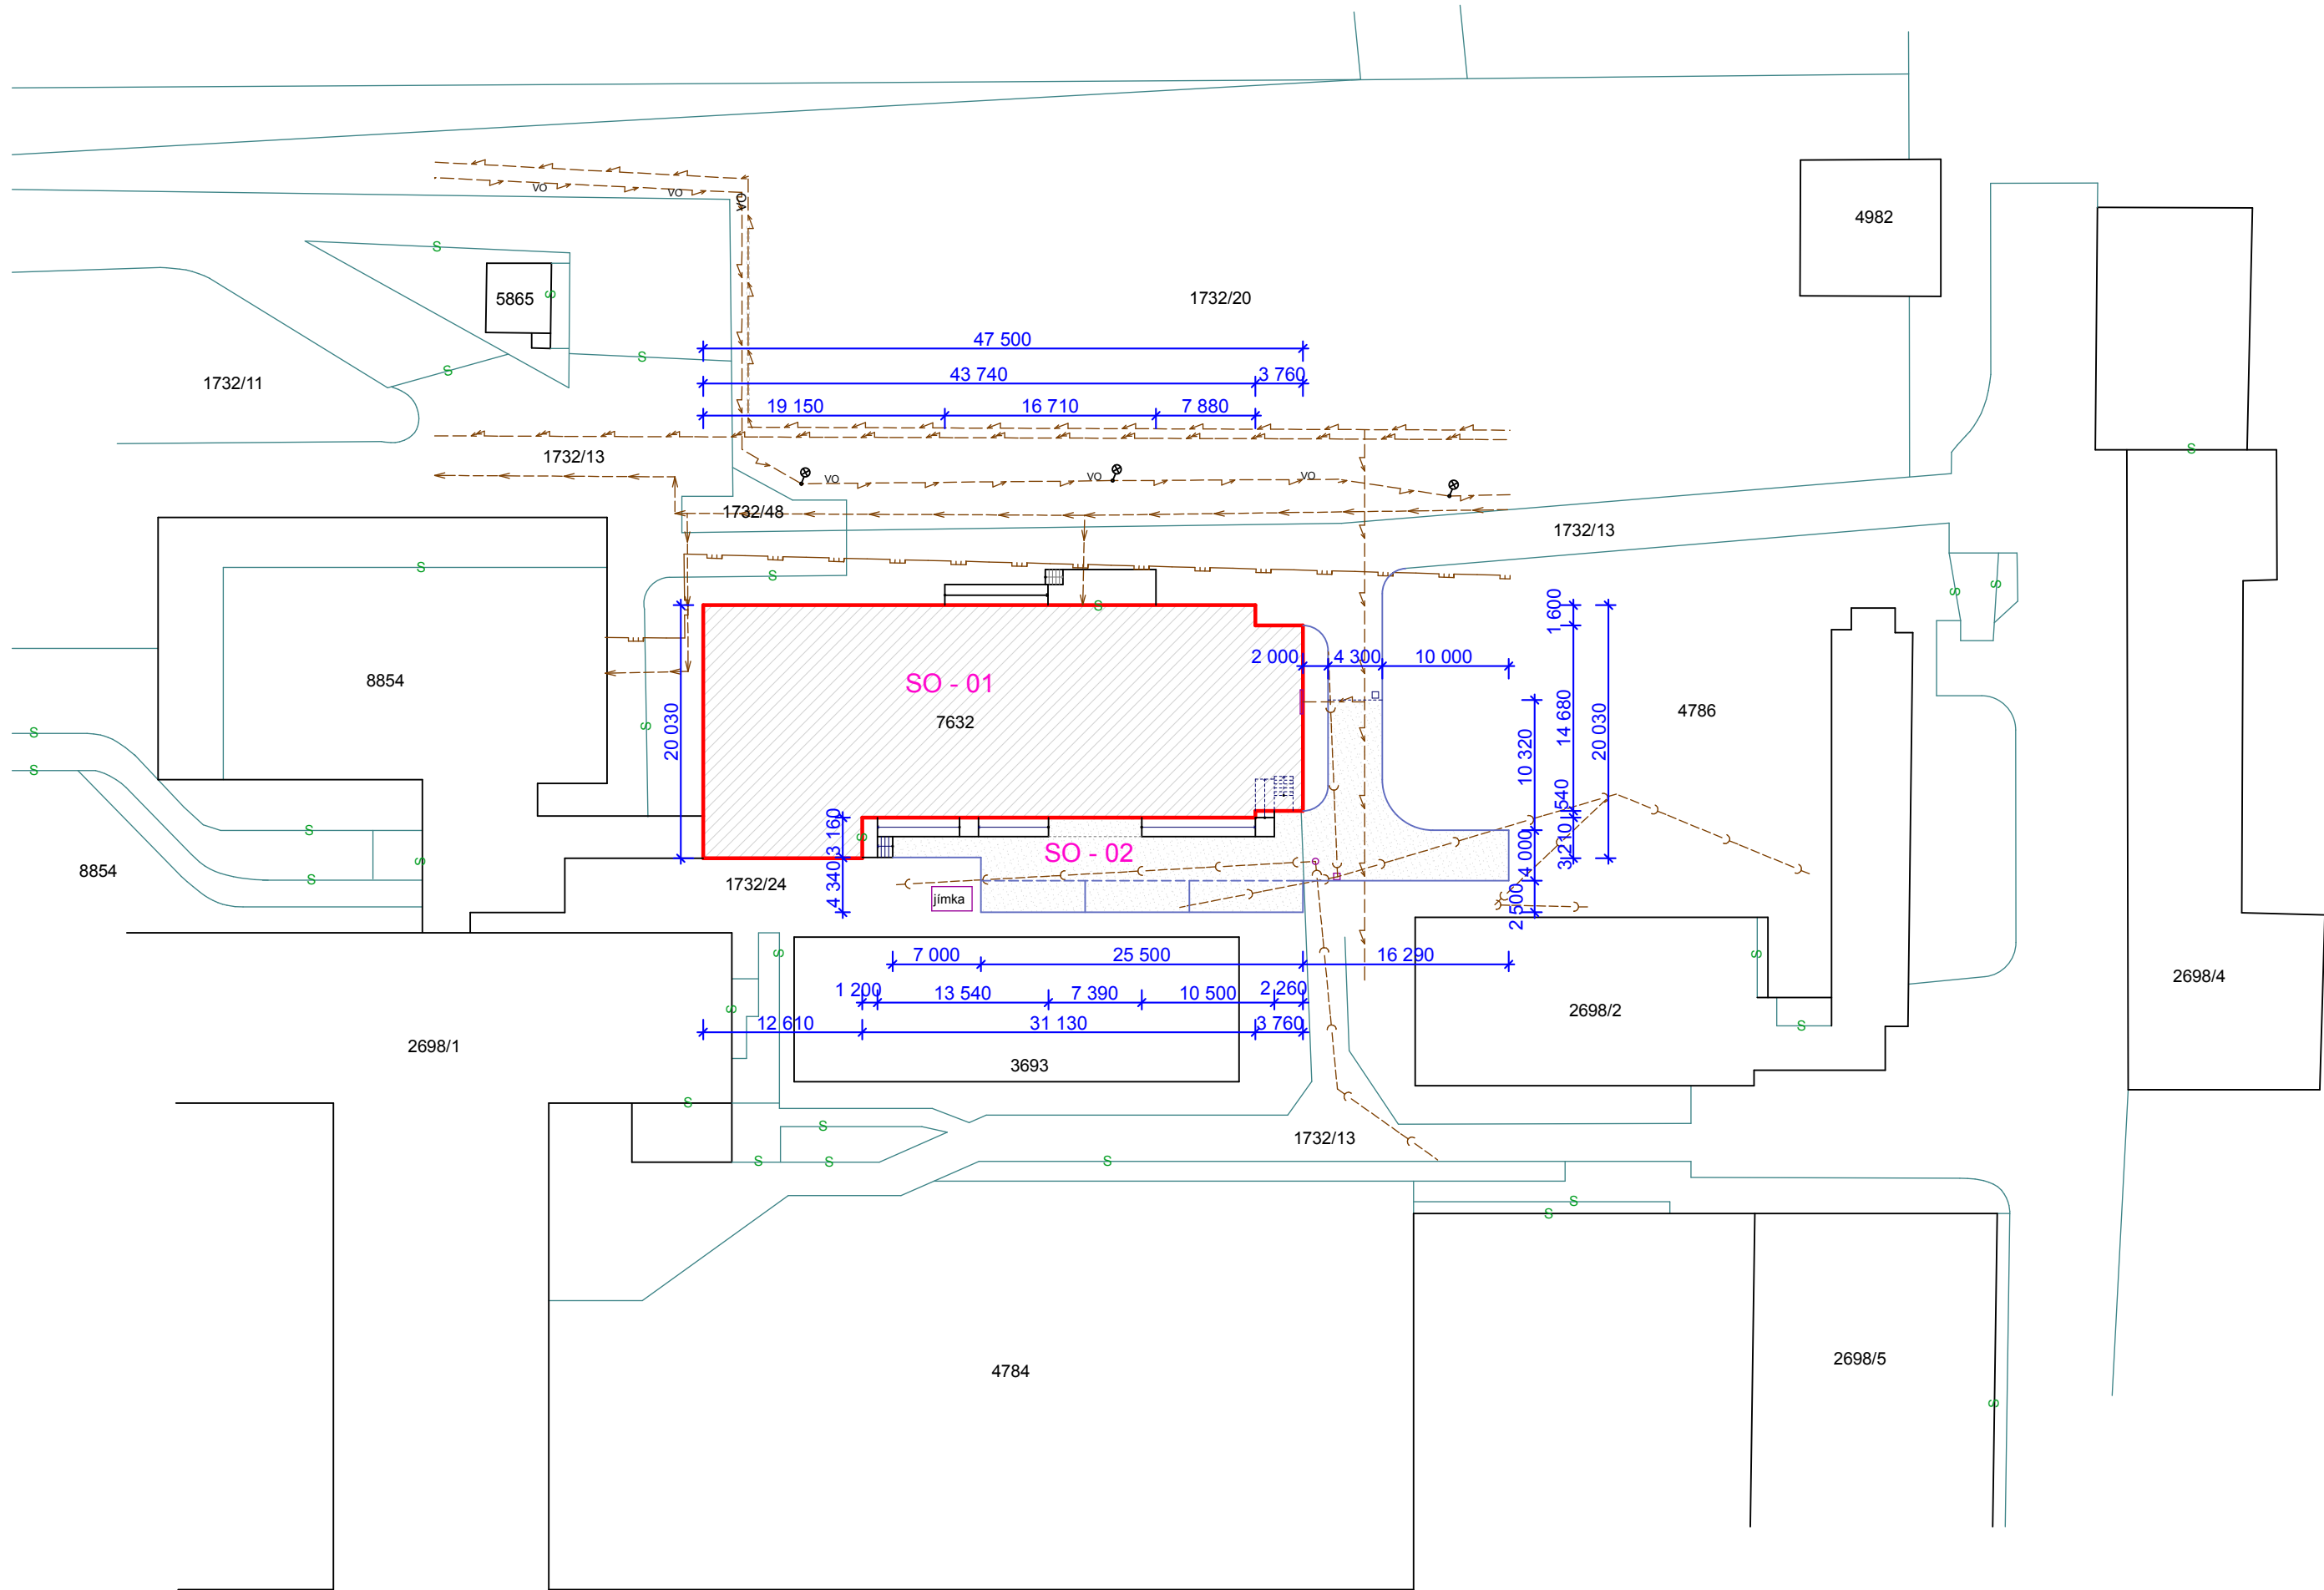 VO
VO
VO
4982
5865
1732/20
47 500
1732/11
43 740
3 760
19 150
16 710
7 880
1732/13
VO
VO
VO
1732/48
1732/13
S
S
S
S
S
S
S
S
S
S
1 600
2 000
4 300
10 000
8854
SO - 01
7632
4786
20 030
10 320
14 680
20 030
S
S
S
540
3 160
4 340
S
S
S
SO - 02
4 000
3 210
2 500
8854
S
1732/24
jímka
S
S
S
7 000
25 500
16 290
1 200
13 540
7 390
10 500
2 260
12 610
31 130
3 760
2698/4
2698/2
S
2698/1
3693
S
S
1732/13
S
S
S
S
S
4784
2698/5
S